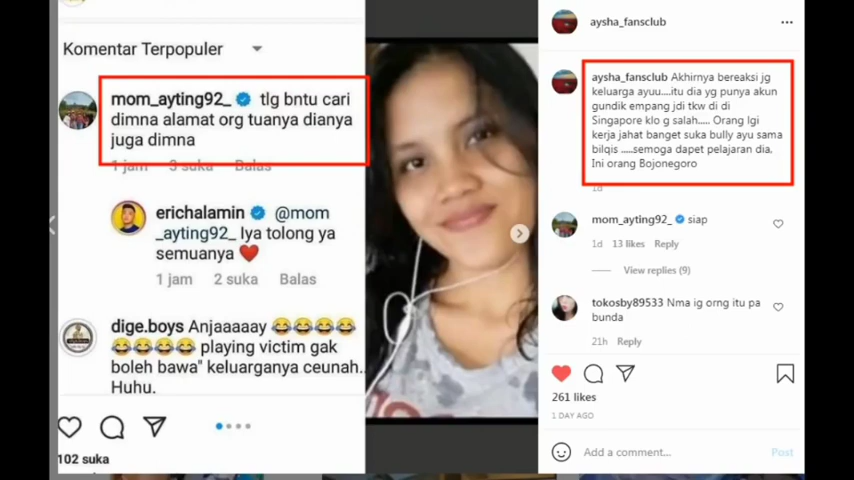 Komentar Terpopuler
mom_ayting92_ tlg bntu cari
dimna alamat org tuanya dianya
juga dimna
1 jam 3 suka Balas
erichalamin @mom
_ayting92_ Iya tolong ya
semuanya ❤️
1 jam 2 suka Balas
dige.boys Anjaaaaay 😂😂😂😂
😂😂😂😂 playing victim gak
boleh bawa" keluarganya ceunah..
Huhu.
102 suka
aysha_fansclub
aysha_fansclub Akhirnya bereaksi jg
keluarga ayuu....itu dia yg punya akun
gundik empang jdi tkw di di
Singapore klo g salah..... Orang lgi
kerja jahat banget suka bully ayu sama
bilqis .....semoga dapet pelajaran dia,
Ini orang Bojonegoro
1d
mom_ayting92_ siap
1d 13 likes Reply
View replies (9)
tokosby89533 Nma ig orng itu pa
bunda
21h Reply
261 likes
1 DAY AGO
Add a comment...
Post